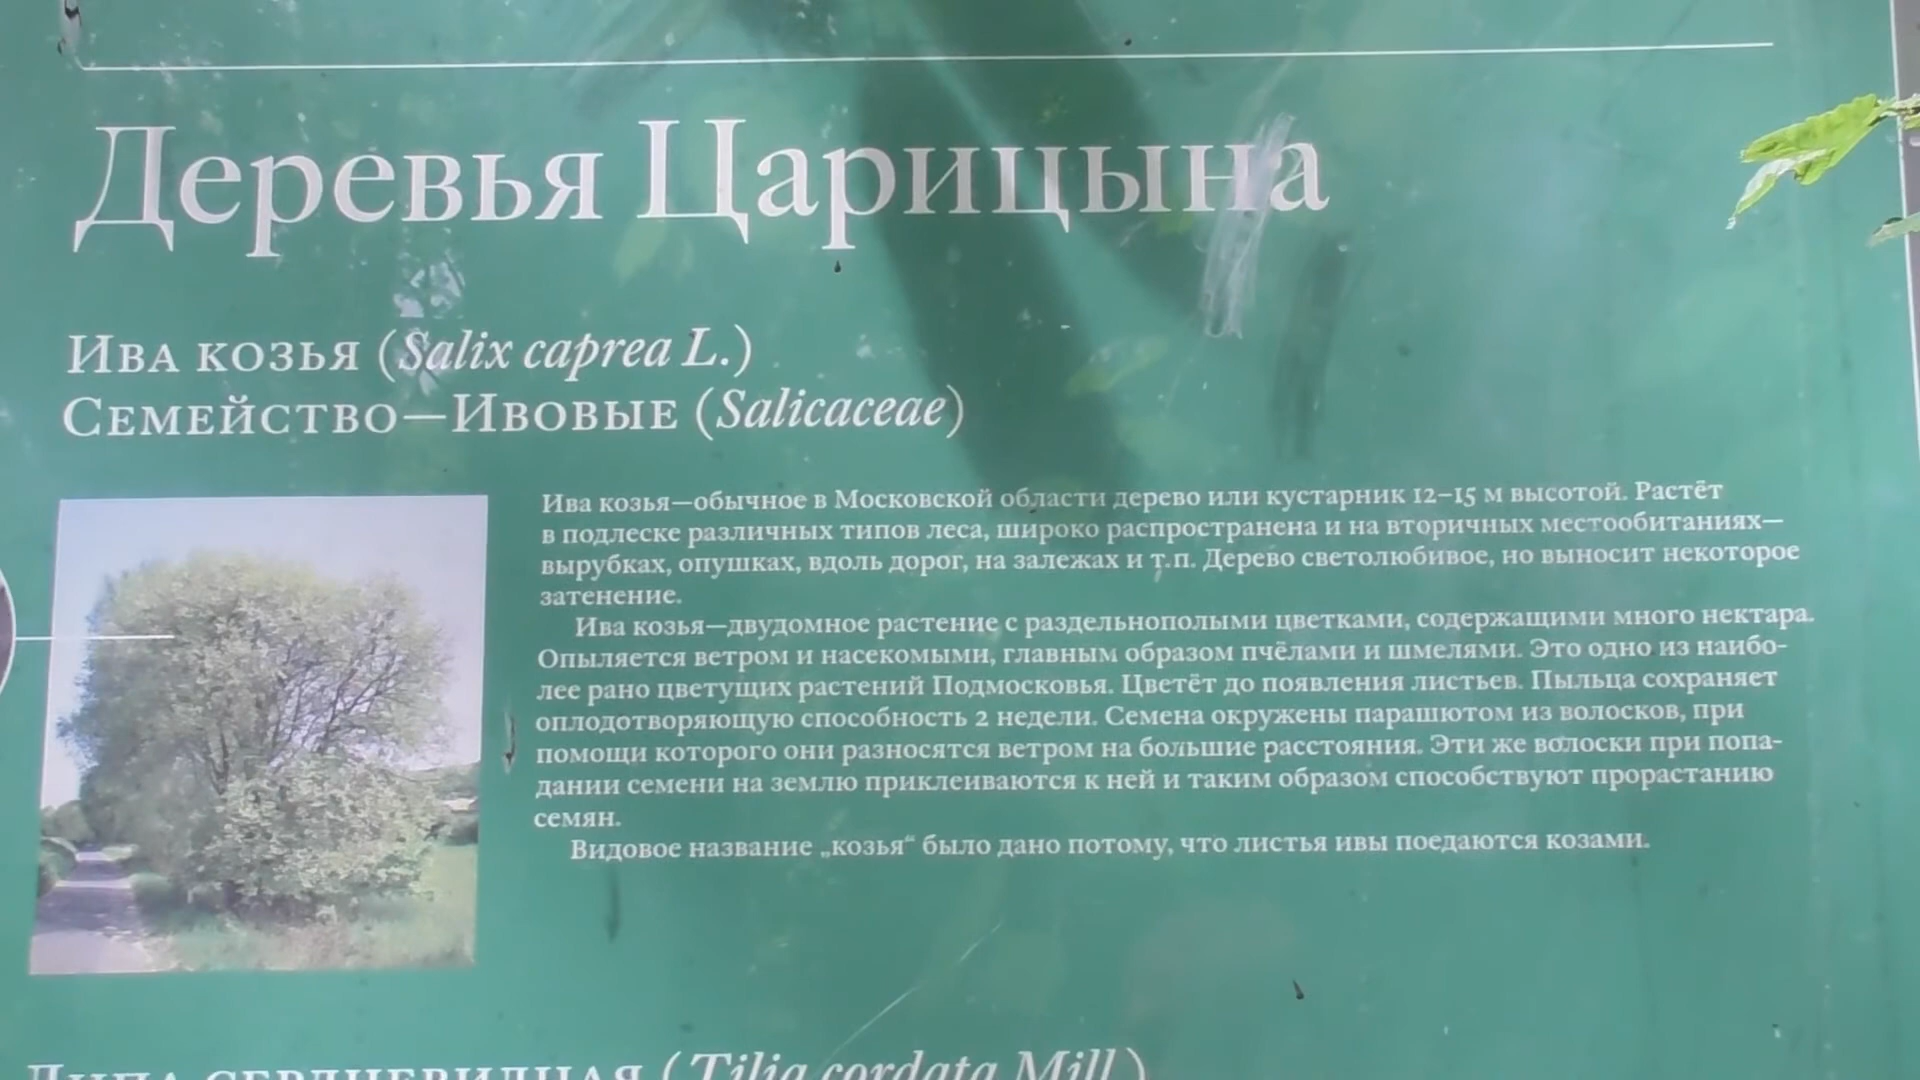 Деревья Царицына
Ива козья (Salix caprea L.)
Семейство—Ивовые (Salicaceae)
Ива козья—обычное в Московской области дерево или кустарник 12–15 м высотой. Растёт
в подлеске различных типов леса, широко распространена и на вторичных местообитаниях—
вырубках, опушках, вдоль дорог, на залежах и т.п. Дерево светолюбивое, но выносит некоторое
затенение.
Ива козья—двудомное растение с раздельнополыми цветками, содержащими много нектара.
Опыляется ветром и насекомыми, главным образом пчёлами и шмелями. Это одно из наибо-
лее рано цветущих растений Подмосковья. Цветёт до появления листьев. Пыльца сохраняет
оплодотворяющую способность 2 недели. Семена окружены парашютом из волосков, при
помощи которого они разносятся ветром на большие расстояния. Эти же волоски при попа-
дании семени на землю приклеиваются к ней и таким образом способствуют прорастанию
семян.
Видовое название „козья“ было дано потому, что листья ивы поедаются козами.
Липа сердцевидная (Tilia cordata Mill.)